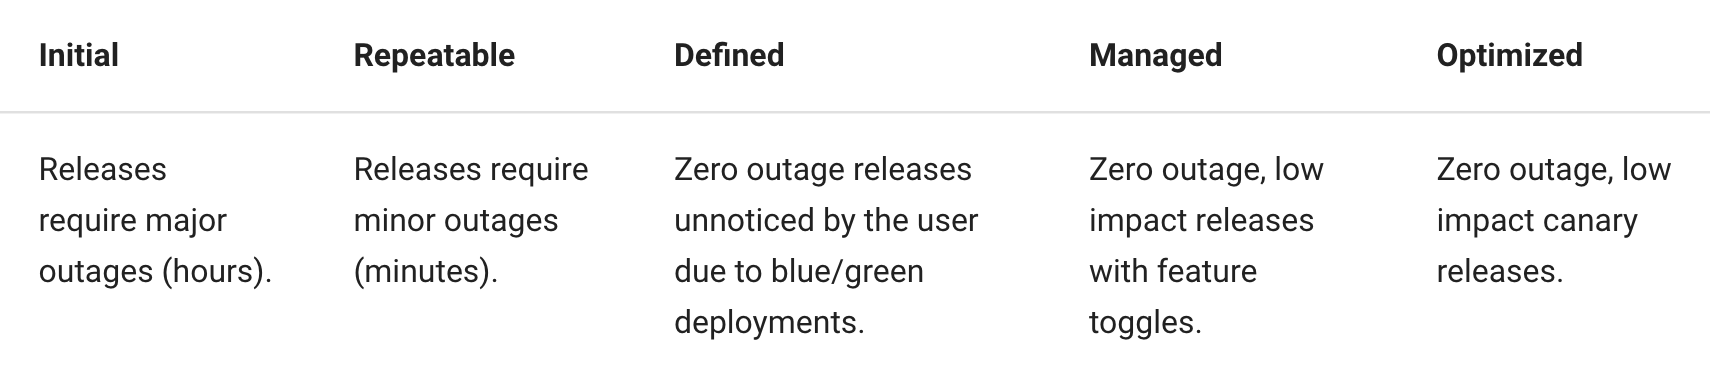 Initial
Repeatable
Defined
Managed
Optimized
Releases
require major
outages (hours).
Releases require
minor outages
(minutes).
Zero outage releases
unnoticed by the user
due to blue/green
deployments.
Zero outage, low
impact releases
with feature
toggles.
Zero outage, low
impact canary
releases.